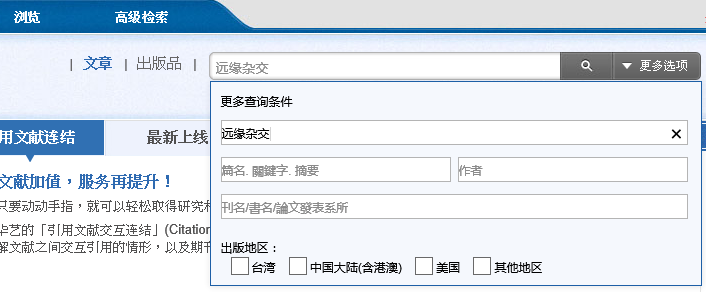 浏览 高级检索
| 文章 | 出版品 | 远缘杂交 更多选项
更多查询条件
远缘杂交
篇名. 關鍵字. 摘要 作者
刊名/書名/論文發表系所
出版地区：
台湾 中国大陆(含港澳) 美国 其他地区
用文献连结 最新上线
文献加值，服务再提升！
只要动动手指，就可以轻松取得研究
华艺的「引用文献交互连结」(Citation
解文献之间交互引用的情形，以及期刊